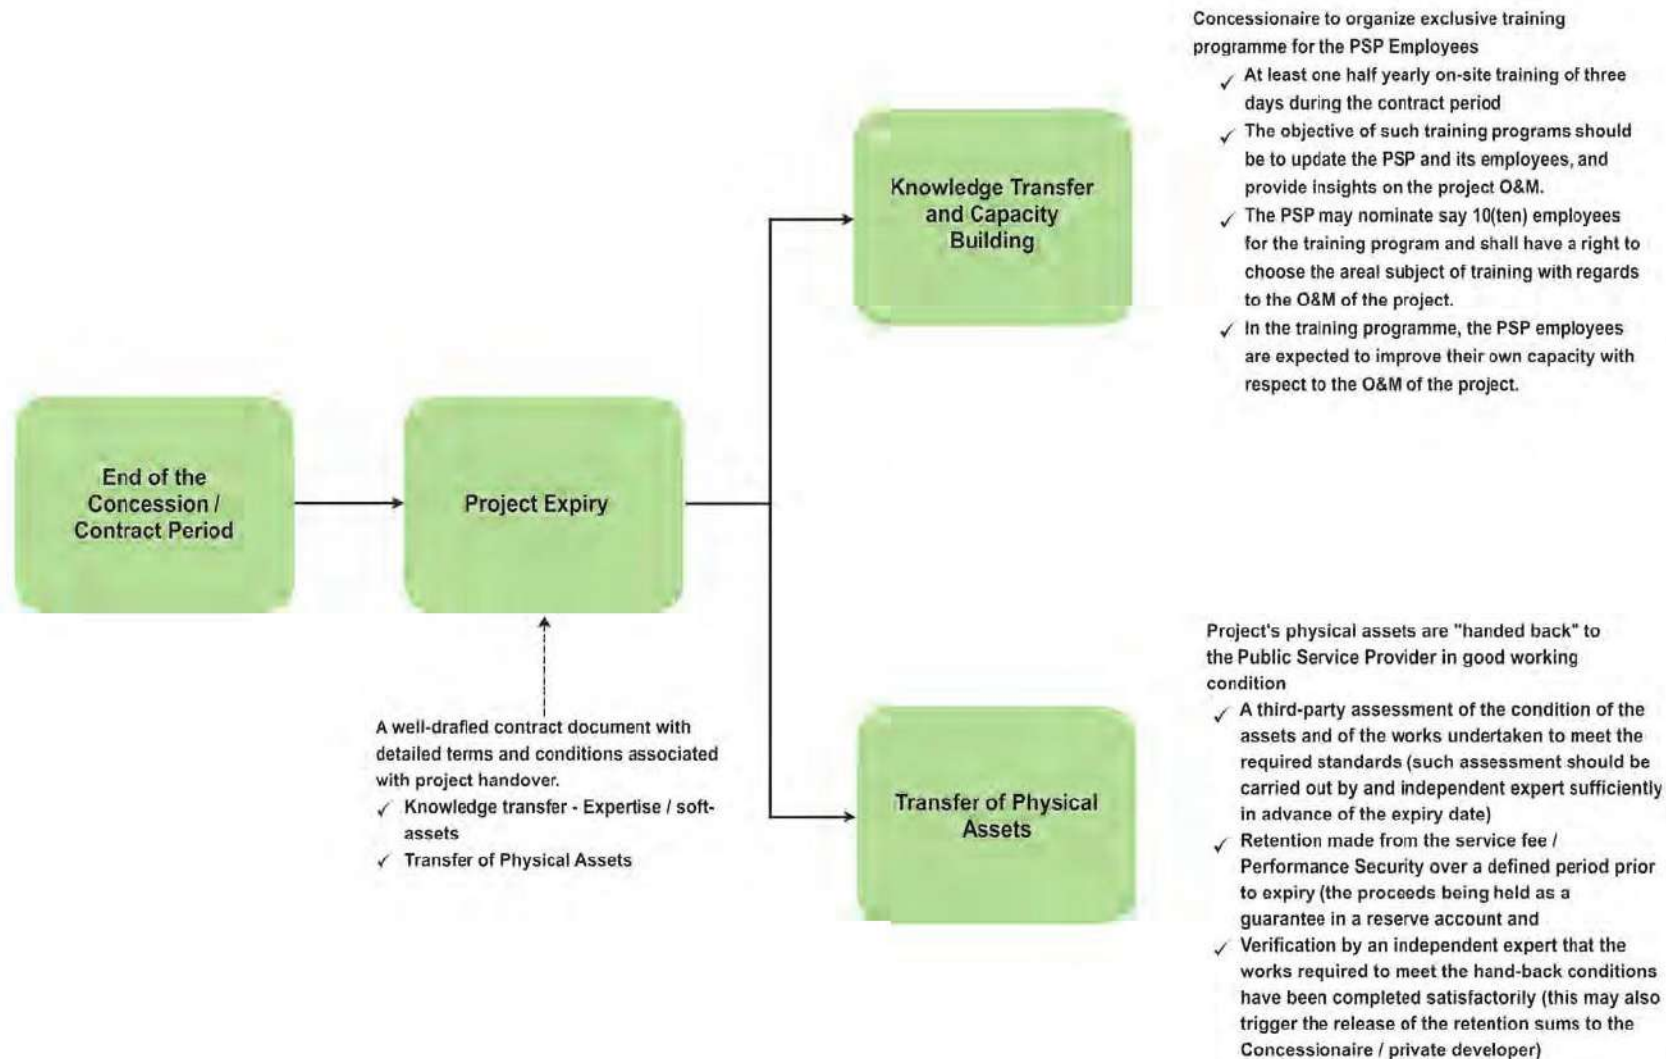 Concessionaire to organize exclusive training
programme for the PSP Employees
✓ At least one half yearly on-site training of three
days during the contract period
✓ The objective of such training programs should
be to update the PSP and its employees, and
provide insights on the project O&M.
✓ The PSP may nominate say 10(ten) employees
for the training program and shall have a right to
choose the areal subject of training with regards
to the O&M of the project.
✓ In the training programme, the PSP employees
are expected to improve their own capacity with
respect to the O&M of the project.
Knowledge Transfer
and Capacity
Building
End of the
Concession /
Contract Period
Project Expiry
A well-drafled contract document with
detailed terms and conditions associated
with project handover.
✓ Knowledge transfer - Expertise / soft-
assets
✓ Transfer of Physical Assets
Transfer of Physical
Assets
Project's physical assets are "handed back" to
the Public Service Provider in good working
condition
✓ A third-party assessment of the condition of the
assets and of the works undertaken to meet the
required standards (such assessment should be
carried out by and independent expert sufficiently
in advance of the expiry date)
✓ Retention made from the service fee /
Performance Security over a defined period prior
to expiry (the proceeds being held as a
guarantee in a reserve account and
✓ Verification by an independent expert that the
works required to meet the hand-back conditions
have been completed satisfactorily (this may also
trigger the release of the retention sums to the
Concessionaire / private developer)